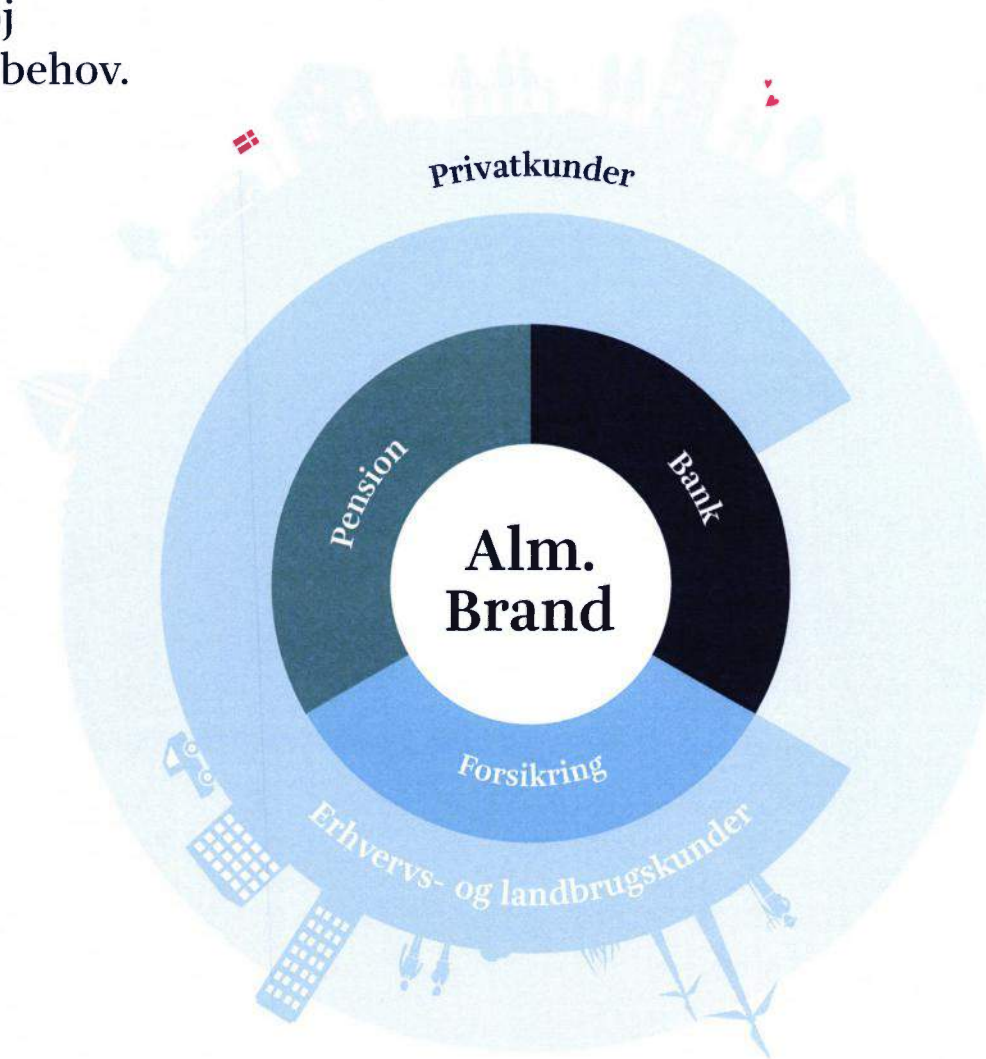 j
behov.
Privatkunder
Pension
Bank
Alm.
Brand
Forsikring
Erhvervs- og landbrugskunder